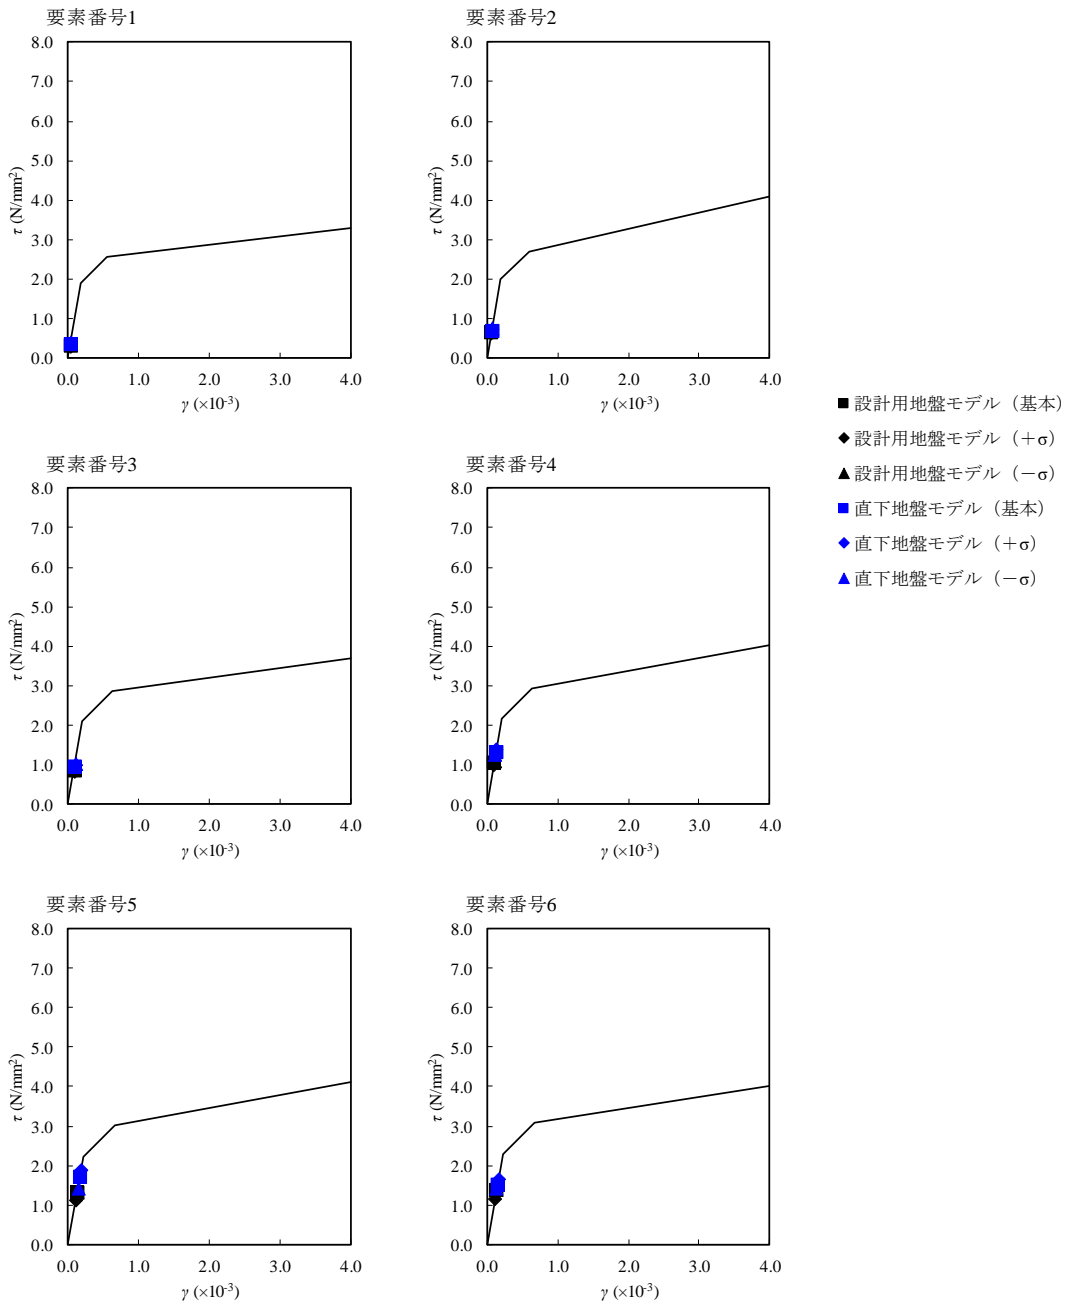 要素番号1
8.0
7.0
6.0
5.0
4.0
3.0
2.0
1.0
0.0
τ (N/mm²)
0.0 1.0 2.0 3.0 4.0
γ (×10⁻³)
要素番号2
8.0
7.0
6.0
5.0
4.0
3.0
2.0
1.0
0.0
τ (N/mm²)
0.0 1.0 2.0 3.0 4.0
γ (×10⁻³)
要素番号3
8.0
7.0
6.0
5.0
4.0
3.0
2.0
1.0
0.0
τ (N/mm²)
0.0 1.0 2.0 3.0 4.0
γ (×10⁻³)
要素番号4
8.0
7.0
6.0
5.0
4.0
3.0
2.0
1.0
0.0
τ (N/mm²)
0.0 1.0 2.0 3.0 4.0
γ (×10⁻³)
要素番号5
8.0
7.0
6.0
5.0
4.0
3.0
2.0
1.0
0.0
τ (N/mm²)
0.0 1.0 2.0 3.0 4.0
γ (×10⁻³)
要素番号6
8.0
7.0
6.0
5.0
4.0
3.0
2.0
1.0
0.0
τ (N/mm²)
0.0 1.0 2.0 3.0 4.0
γ (×10⁻³)
設計用地盤モデル（基本）
設計用地盤モデル（＋σ）
設計用地盤モデル（－σ）
直下地盤モデル（基本）
直下地盤モデル（＋σ）
直下地盤モデル（－σ）